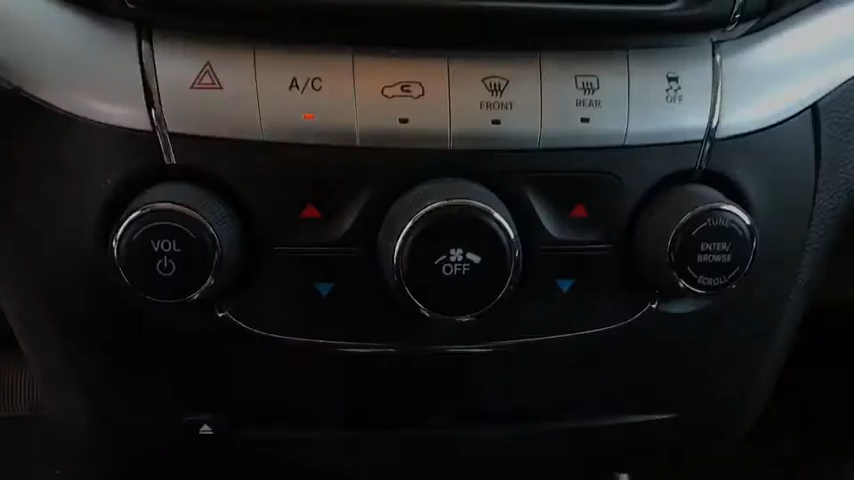 A/C
FRONT
REAR
OFF
VOL
OFF
TUNE
ENTER/
BROWSE
SCROLL